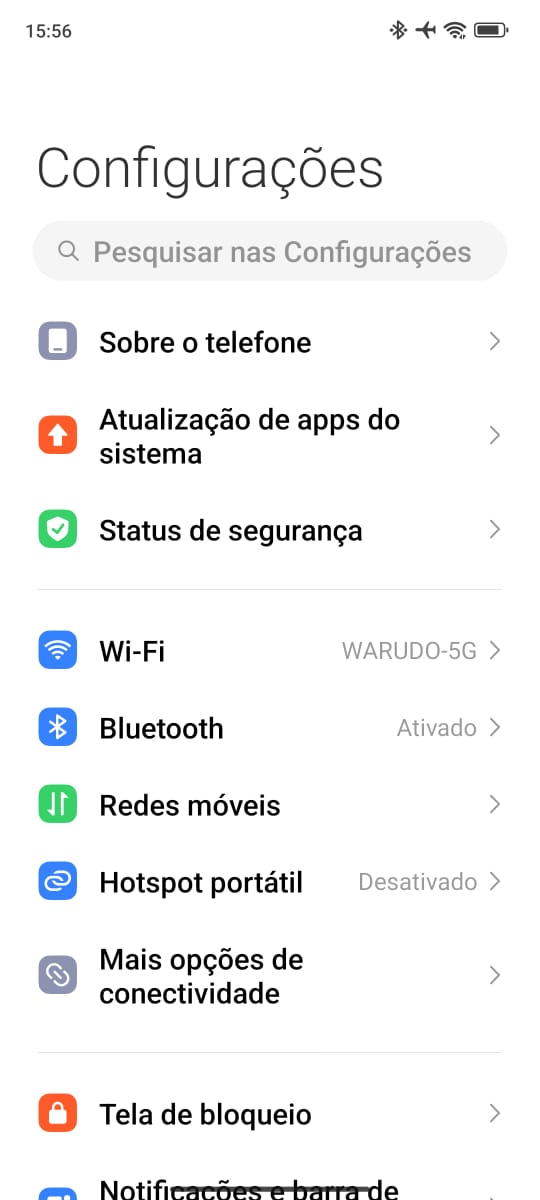 15:56
Configurações
Pesquisar nas Configurações
Sobre o telefone
Atualização de apps do
sistema
Status de segurança
Wi-Fi WARUDO-5G
Bluetooth Ativado
Redes móveis
Hotspot portátil Desativado
Mais opções de
conectividade
Tela de bloqueio
Notificações e barra de